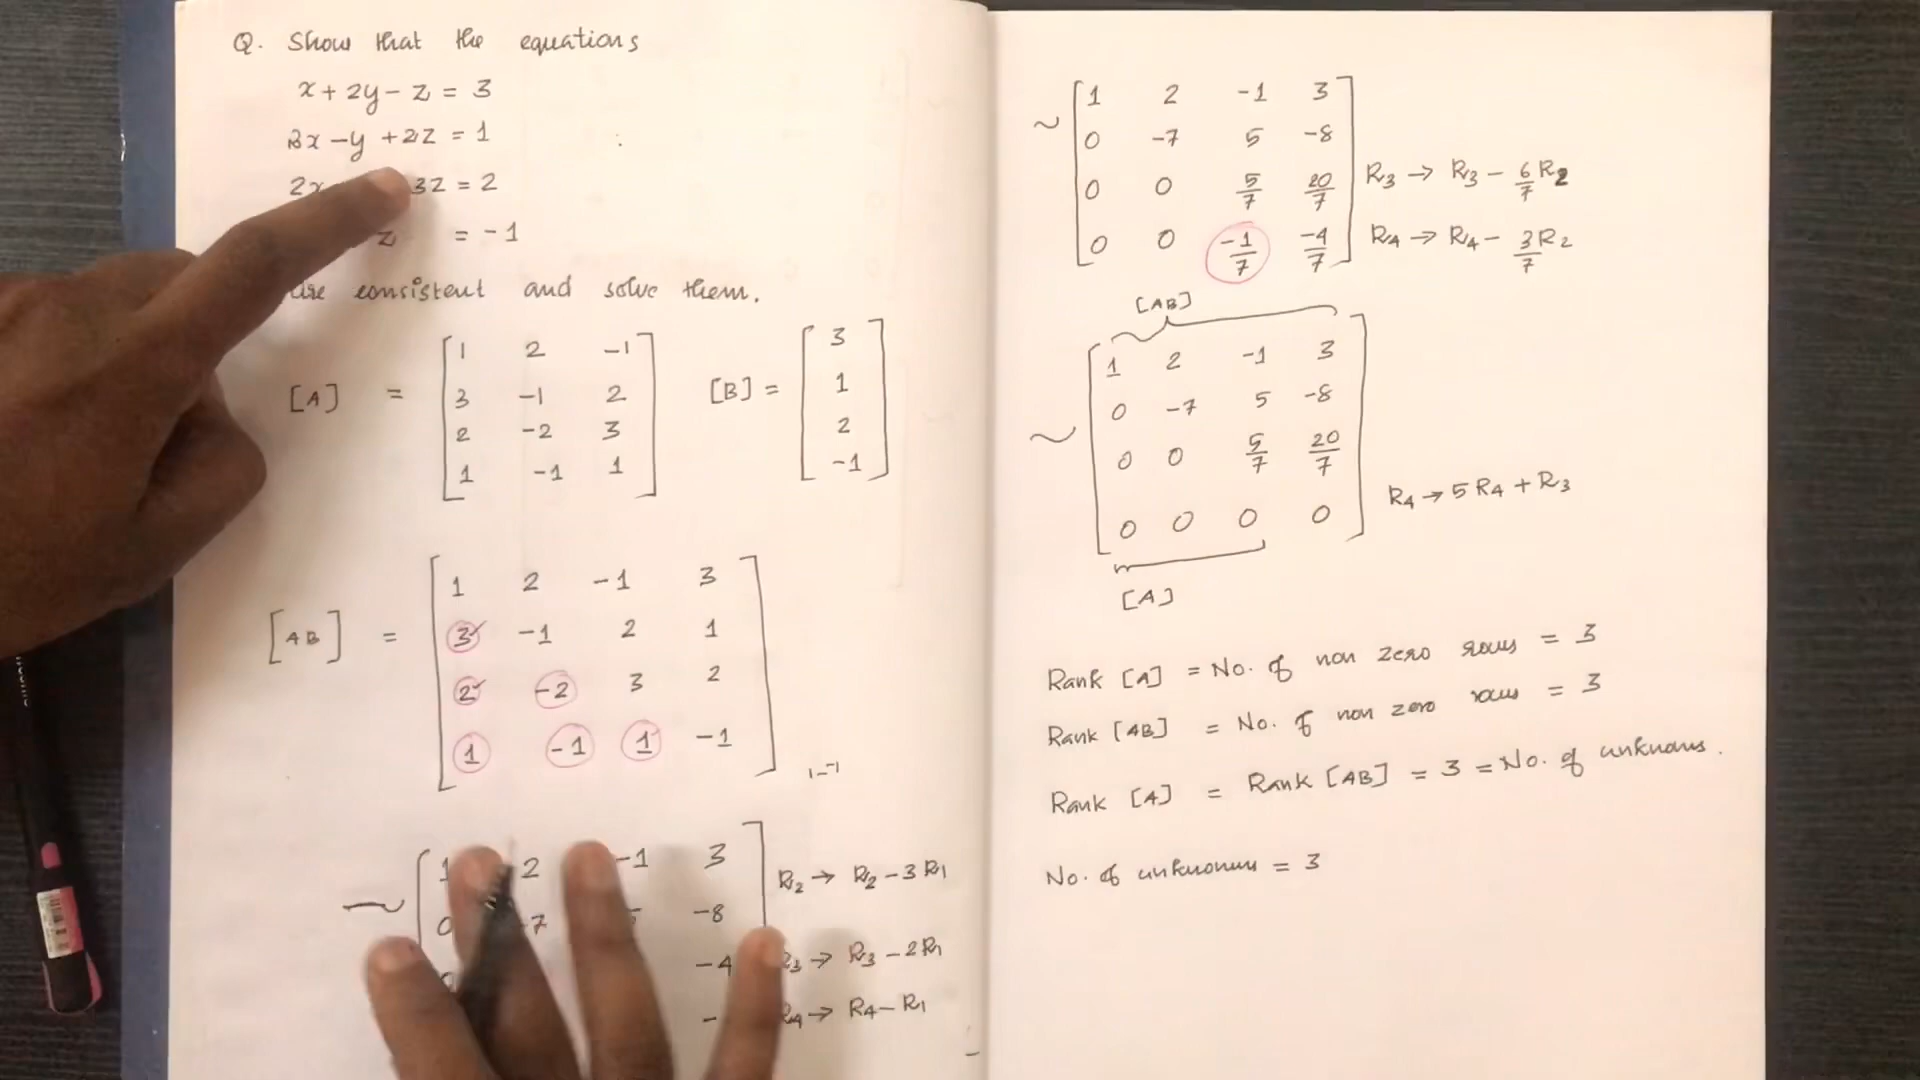 Q. Show that the equations
x + 2y - z = 3
3x - y + 2z = 1
2x 3z = 2
z = -1
are consistent and solve them.
[A] = [ 1 2 -1
3 -1 2
2 -2 3
1 -1 1 ]
[B] = [ 3
1
2
-1 ]
[AB] = [ 1 2 -1 3
3 -1 2 1
2 -2 3 2
1 -1 1 -1 ]
1--1
~ [ 1 2 -1 3 ] R2 → R2 - 3R1
0 -7 5 -8
0 -4 R3 → R3 - 2R1
- R4 → R4 - R1
~ [ 1 2 -1 3
0 -7 5 -8
0 0 5/7 20/7 R3 → R3 - 6/7 R2
0 0 -1/7 -4/7 ] R4 → R4 - 3/7 R2
[AB]
~ [ 1 2 -1 3
0 -7 5 -8
0 0 5/7 20/7
0 0 0 0 ] R4 → 5R4 + R3
[A]
Rank [A] = No. of non zero rows = 3
Rank [AB] = No. of non zero rows = 3
Rank [A] = Rank [AB] = 3 = No. of unknowns.
No. of unknowns = 3